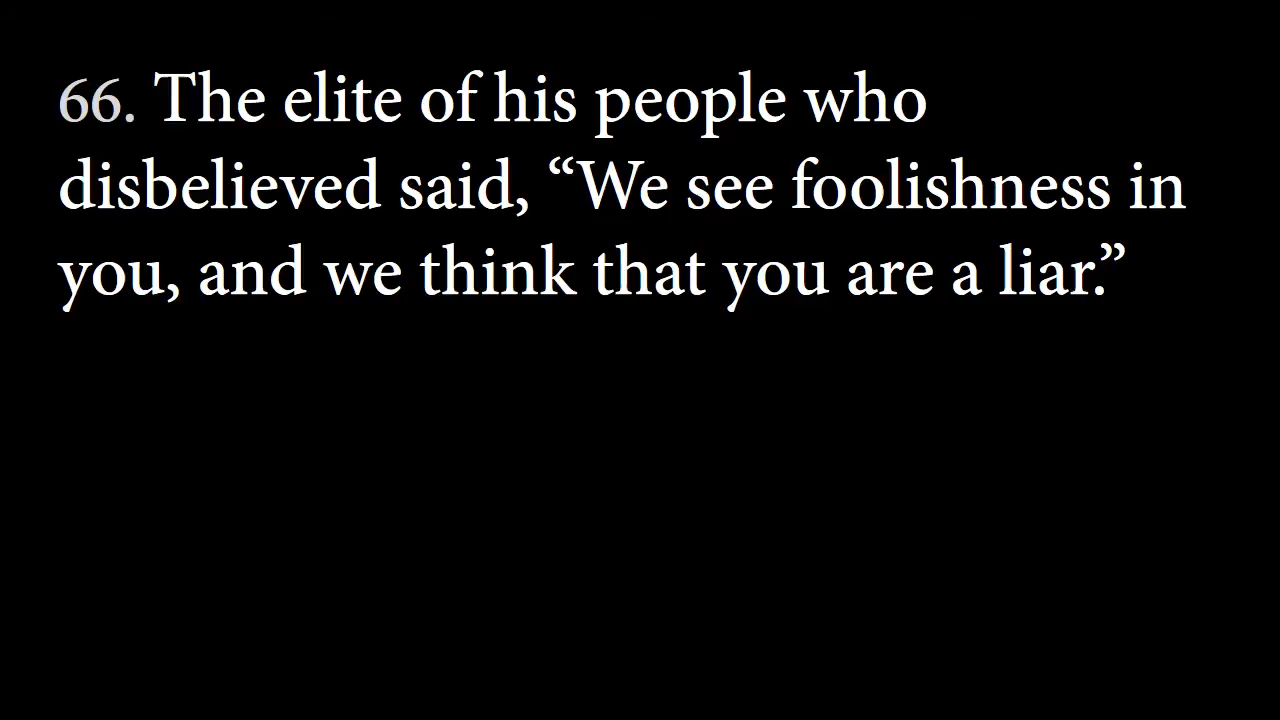 66. The elite of his people who
disbelieved said, “We see foolishness in
you, and we think that you are a liar.”